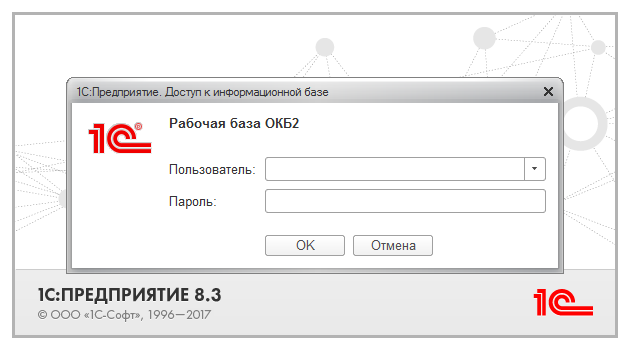 1С:Предприятие. Доступ к информационной базе
1С®
Рабочая база ОКБ2
Пользователь:
Пароль:
OK
Отмена
1С:ПРЕДПРИЯТИЕ 8.3
© ООО «1С-Софт», 1996—2017
1С